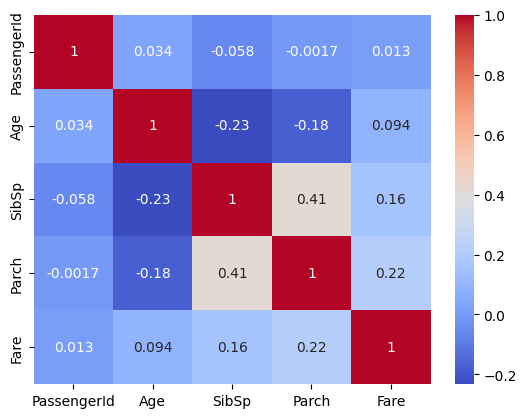 PassengerId 1 0.034 -0.058 -0.0017 0.013
Age 0.034 1 -0.23 -0.18 0.094
SibSp -0.058 -0.23 1 0.41 0.16
Parch -0.0017 -0.18 0.41 1 0.22
Fare 0.013 0.094 0.16 0.22 1
PassengerId Age SibSp Parch Fare
1.0
0.8
0.6
0.4
0.2
0.0
−0.2